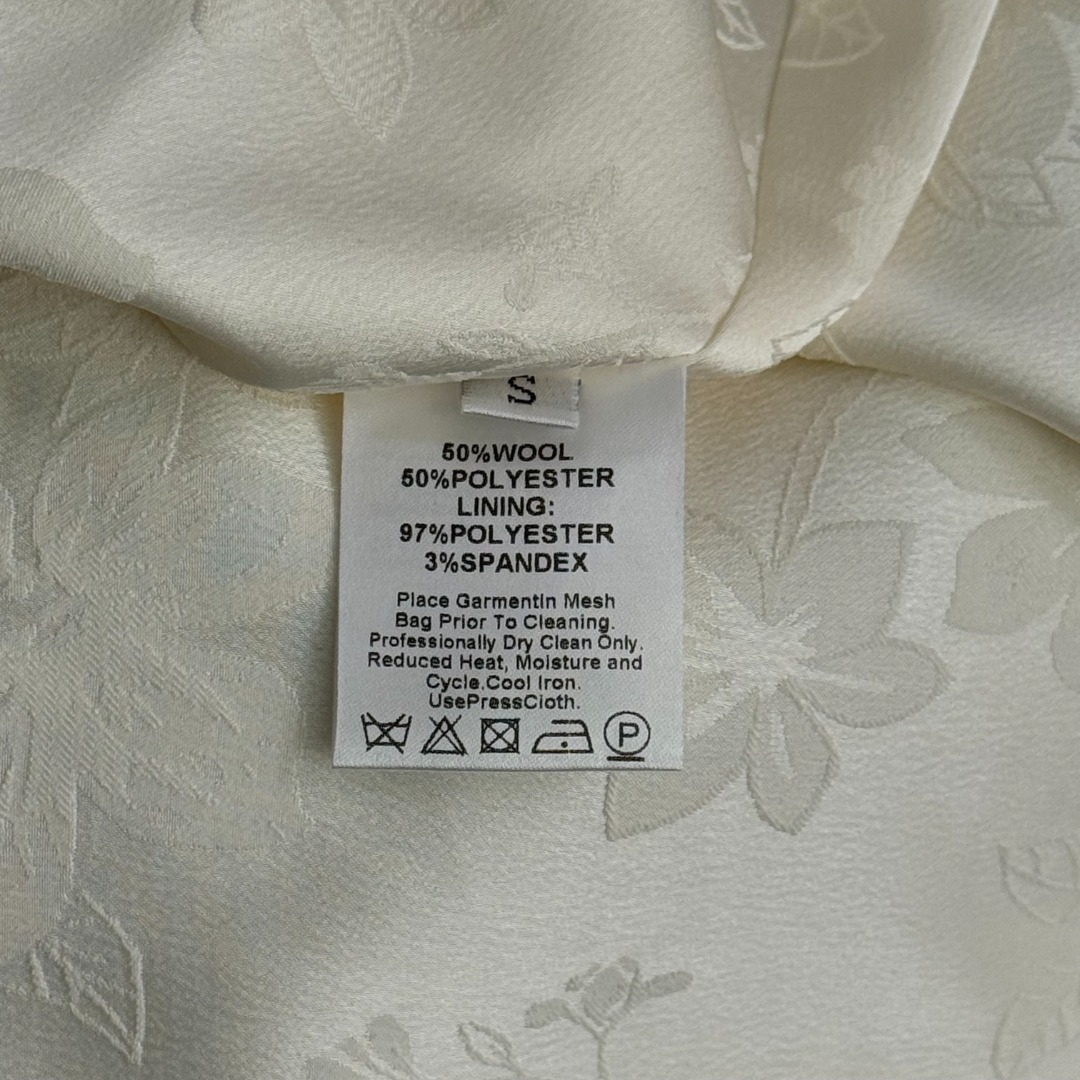 S
50%WOOL
50%POLYESTER
LINING:
97%POLYESTER
3%SPANDEX
Place GarmentIn Mesh
Bag Prior To Cleaning.
Professionally Dry Clean Only.
Reduced Heat, Moisture and
Cycle.Cool Iron.
UsePressCloth.
P